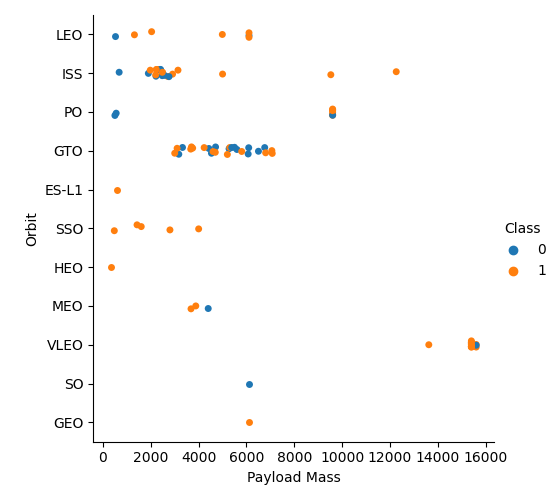 LEO
ISS
PO
GTO
ES-L1
SSO
HEO
MEO
VLEO
SO
GEO
Orbit
0 2000 4000 6000 8000 10000 12000 14000 16000
Payload Mass
Class
0
1